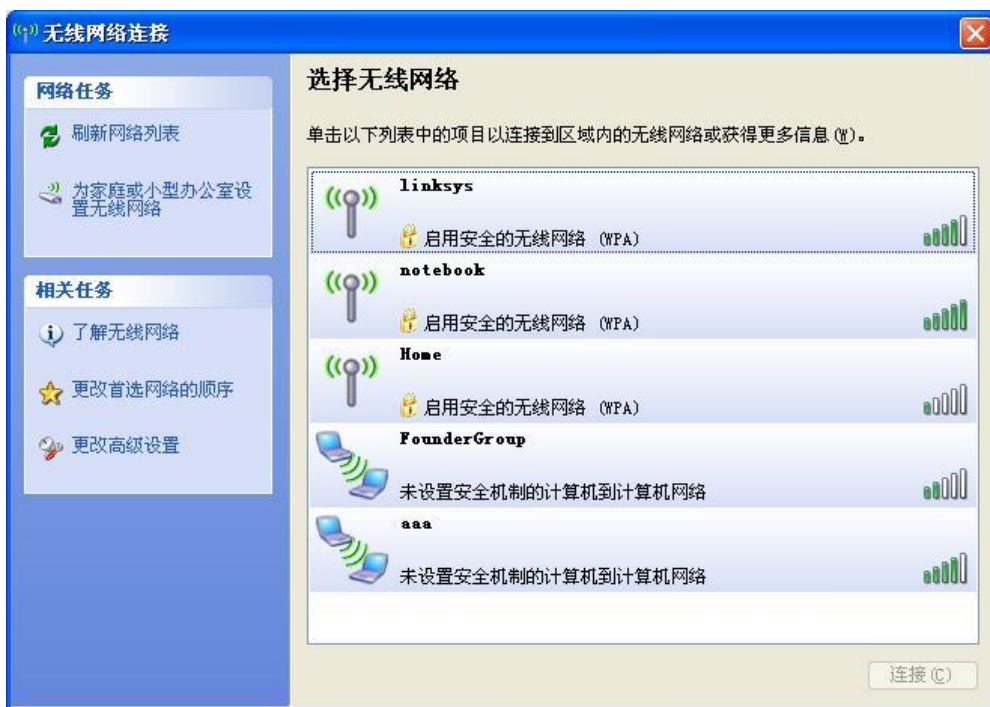 无线网络连接
网络任务
刷新网络列表
为家庭或小型办公室设
置无线网络
相关任务
了解无线网络
更改首选网络的顺序
更改高级设置
选择无线网络
单击以下列表中的项目以连接到区域内的无线网络或获得更多信息(W)。
linksys
启用安全的无线网络 (WPA)
notebook
启用安全的无线网络 (WPA)
Home
启用安全的无线网络 (WPA)
FounderGroup
未设置安全机制的计算机到计算机网络
aaa
未设置安全机制的计算机到计算机网络
连接(C)